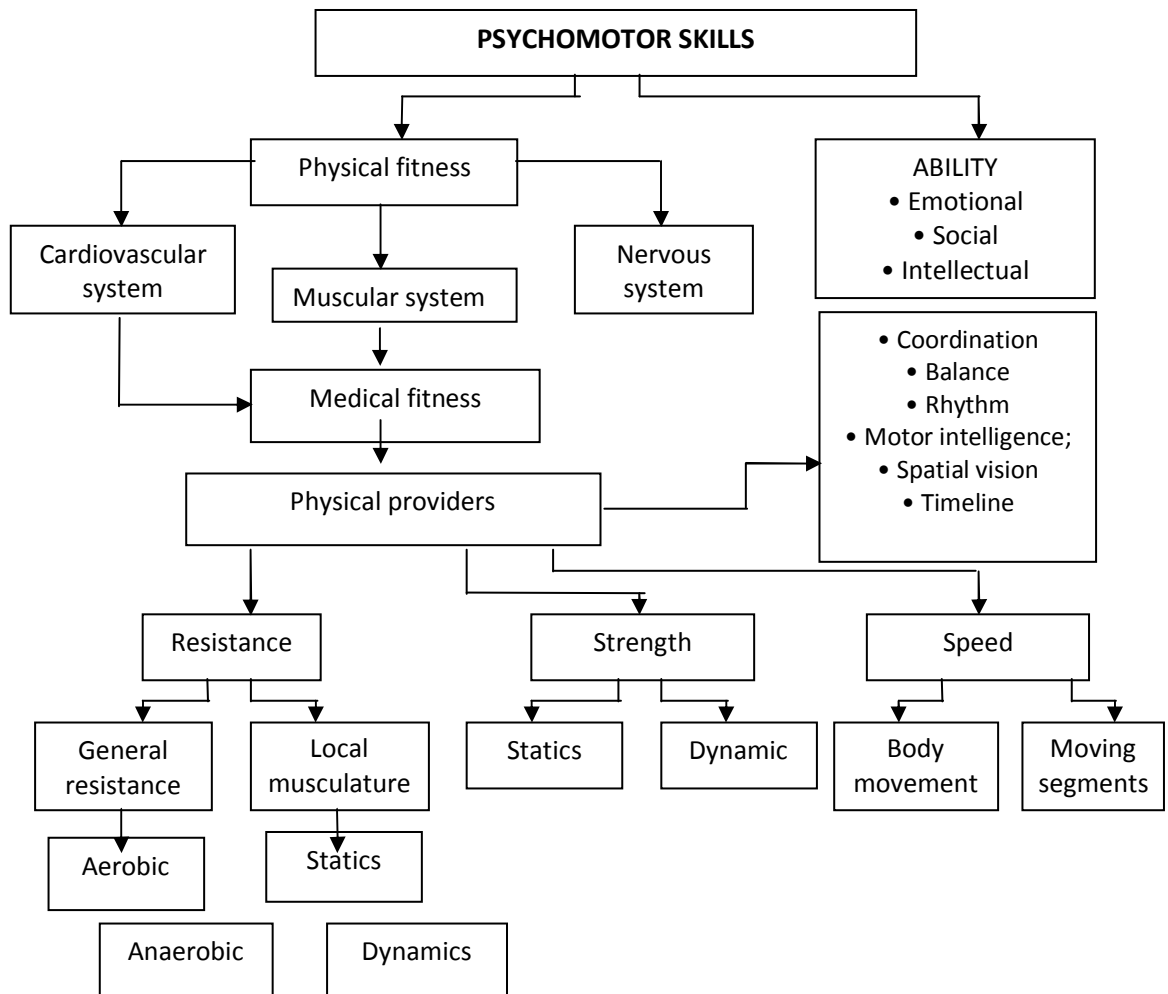 PSYCHOMOTOR SKILLS
Physical fitness
ABILITY
• Emotional
• Social
• Intellectual
Cardiovascular
system
Muscular system
Nervous
system
Medical fitness
• Coordination
• Balance
• Rhythm
• Motor intelligence;
• Spatial vision
• Timeline
Physical providers
Resistance
Strength
Speed
General
resistance
Local
musculature
Statics
Dynamic
Body
movement
Moving
segments
Aerobic
Statics
Anaerobic
Dynamics